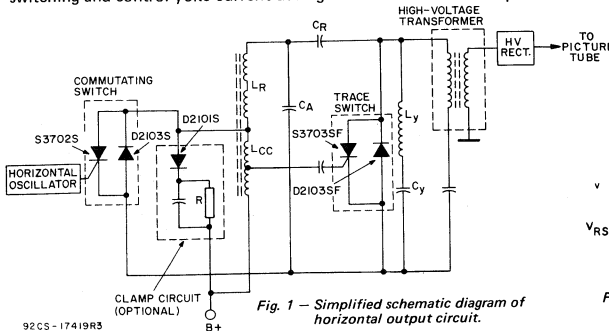 HIGH-VOLTAGE
TRANSFORMER
CR
HV
RECT.
TO
PICTURE
TUBE
COMMUTATING
SWITCH
D2101S
LR
CA
TRACE
SWITCH
S3702S
D2103S
S3703SF
Ly
HORIZONTAL
OSCILLATOR
LCC
R
D2103SF
Cy
v
VRS
CLAMP CIRCUIT
(OPTIONAL)
B+
Fig. 1 – Simplified schematic diagram of
horizontal output circuit.
F
92CS-17419R3